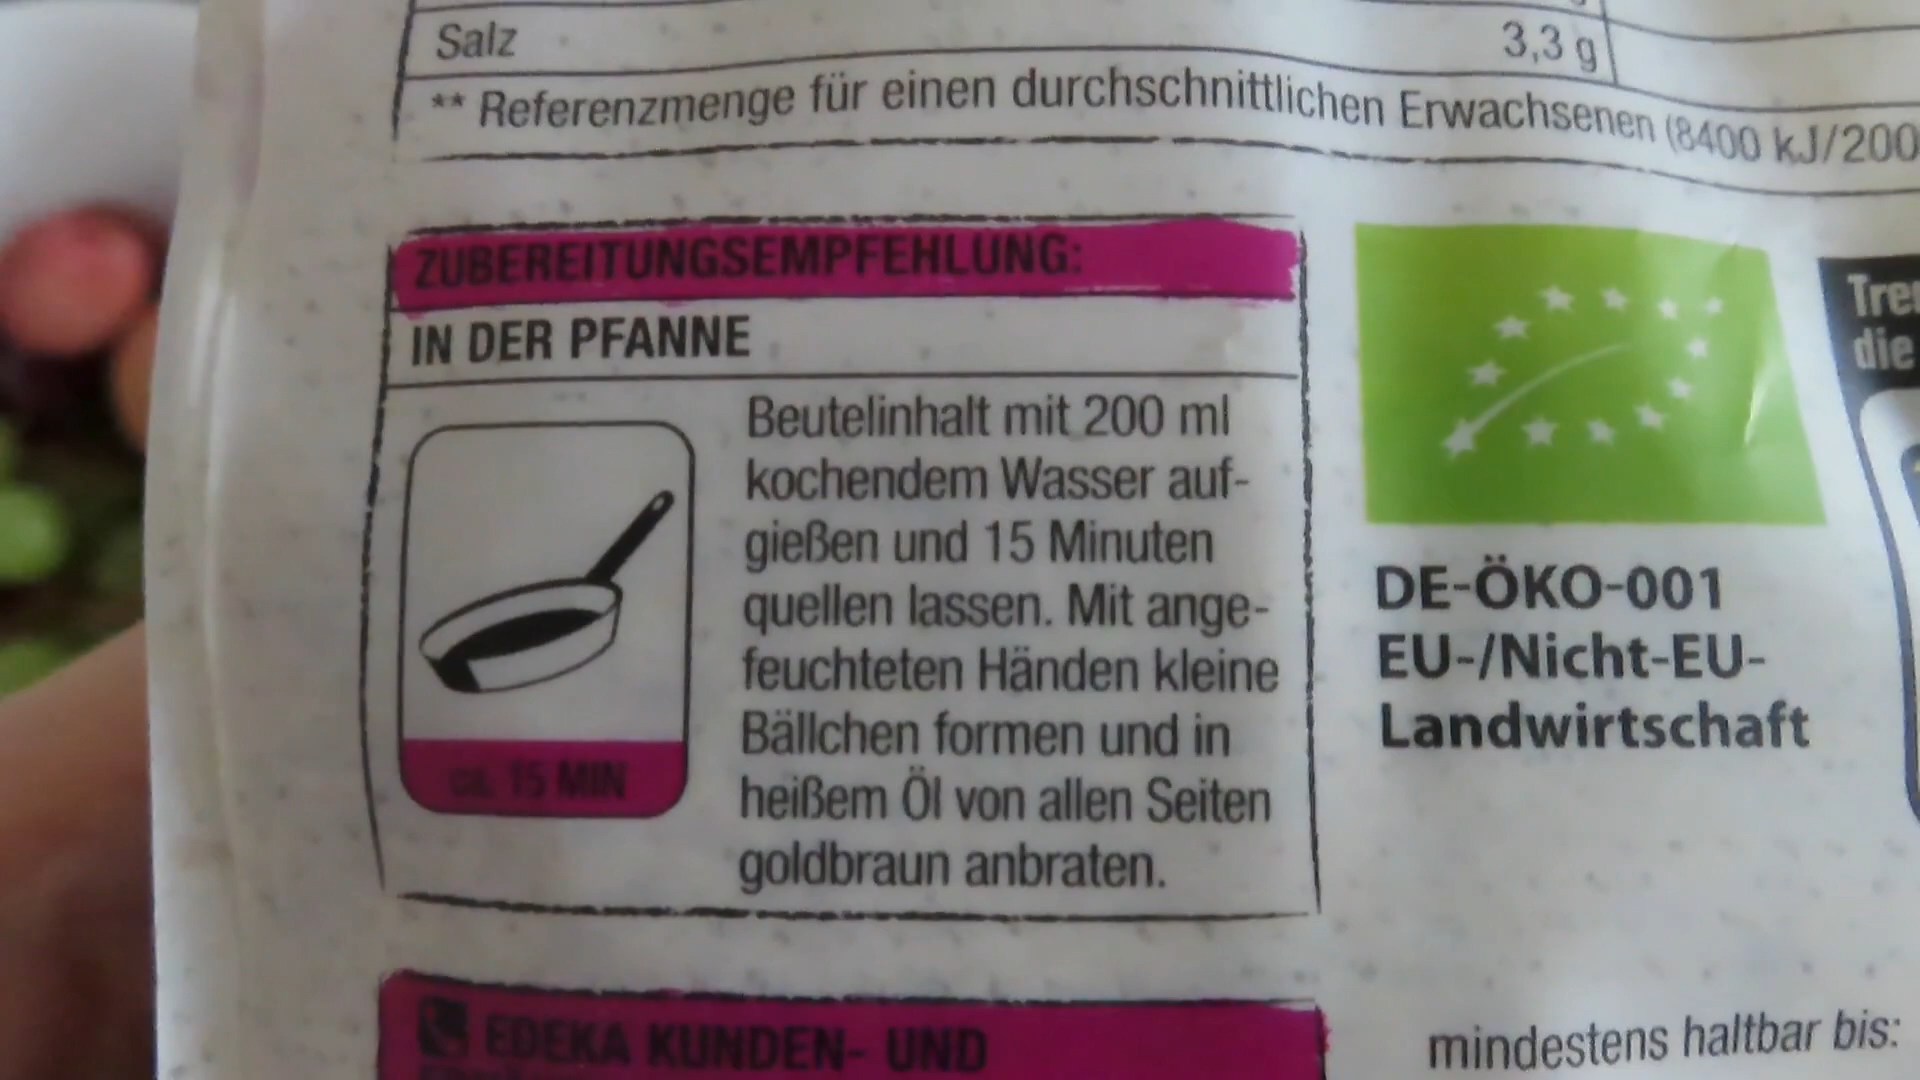 Salz 3,3 g
** Referenzmenge für einen durchschnittlichen Erwachsenen (8400 kJ/200
ZUBEREITUNGSEMPFEHLUNG:
IN DER PFANNE
Beutelinhalt mit 200 ml
kochendem Wasser auf-
gießen und 15 Minuten
quellen lassen. Mit ange-
feuchteten Händen kleine
Bällchen formen und in
heißem Öl von allen Seiten
goldbraun anbraten.
ca. 15 MIN
DE-ÖKO-001
EU-/Nicht-EU-
Landwirtschaft
die
EDEKA KUNDEN- UND
mindestens haltbar bis: